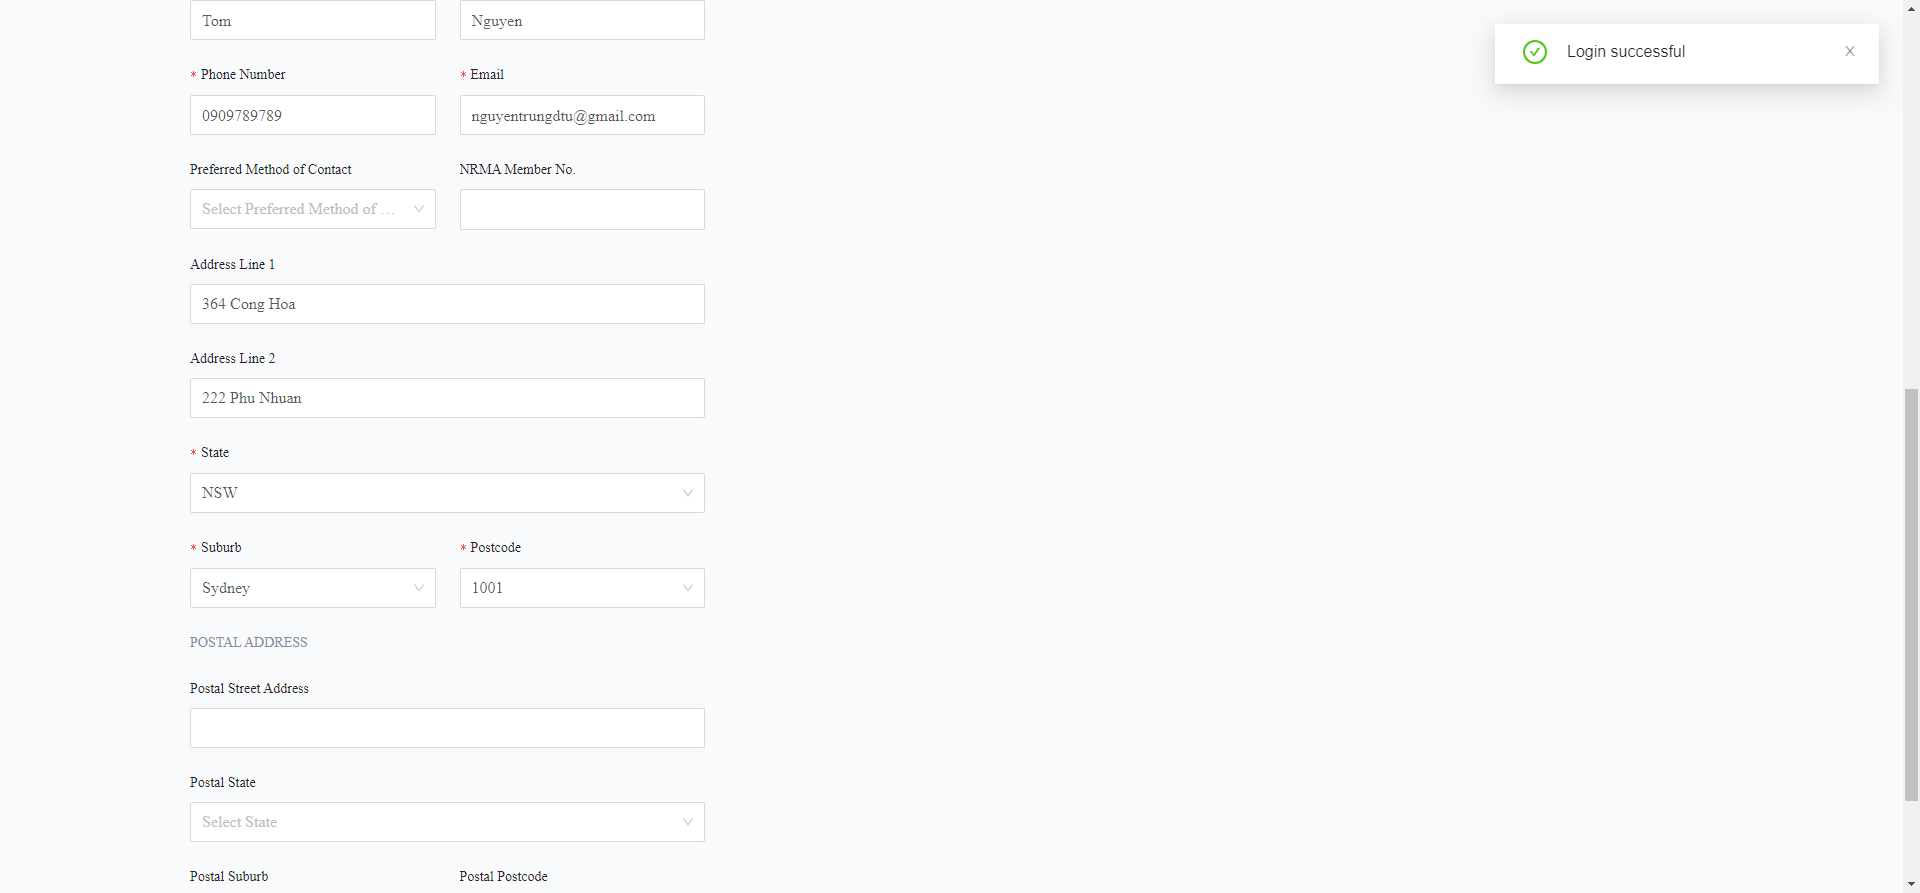 Tom Nguyen
Login successful
* Phone Number * Email
0909789789 nguyentrungdtu@gmail.com
Preferred Method of Contact NRMA Member No.
Select Preferred Method of ...
Address Line 1
364 Cong Hoa
Address Line 2
222 Phu Nhuan
* State
NSW
* Suburb * Postcode
Sydney 1001
POSTAL ADDRESS
Postal Street Address
Postal State
Select State
Postal Suburb Postal Postcode